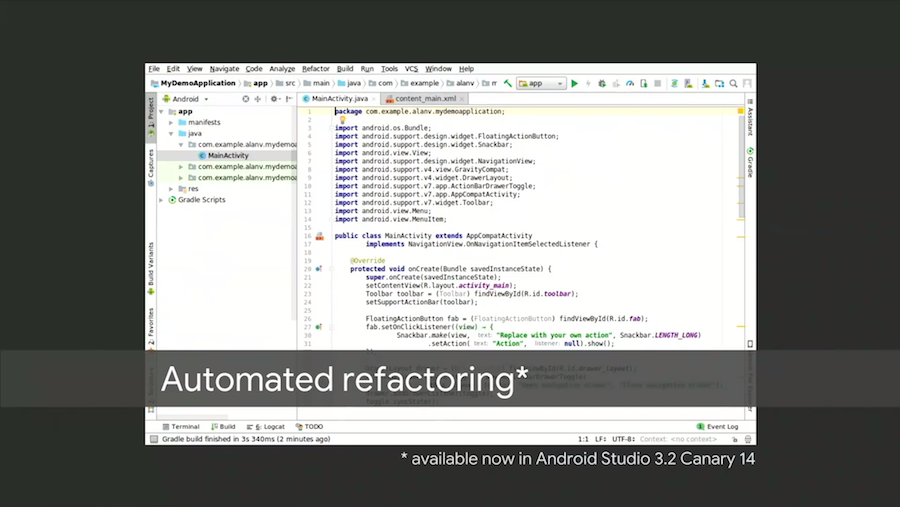 File Edit View Navigate Code Analyze Refactor Build Run Tools VCS Window Help
MyDemoApplication app src main java com example alanv m app
Android MainActivity.java content_main.xml
1: Project
Captures
Build Variants
2: Favorites
app
manifests
java
com.example.alanv.mydemoa
MainActivity
com.example.alanv.mydemoa
com.example.alanv.mydemoa
res
Gradle Scripts
1 package com.example.alanv.mydemoapplication;
2
3 import android.os.Bundle;
4 import android.support.design.widget.FloatingActionButton;
5 import android.support.design.widget.Snackbar;
6 import android.view.View;
7 import android.support.design.widget.NavigationView;
8 import android.support.v4.view.GravityCompat;
9 import android.support.v4.widget.DrawerLayout;
10 import android.support.v7.app.ActionBarDrawerToggle;
11 import android.support.v7.app.AppCompatActivity;
12 import android.support.v7.widget.Toolbar;
13 import android.view.Menu;
14 import android.view.MenuItem;
15
16 public class MainActivity extends AppCompatActivity
17 implements NavigationView.OnNavigationItemSelectedListener {
18
19 @Override
20 protected void onCreate(Bundle savedInstanceState) {
21 super.onCreate(savedInstanceState);
22 setContentView(R.layout.activity_main);
23 Toolbar toolbar = (Toolbar) findViewById(R.id.toolbar);
24 setSupportActionBar(toolbar);
25
26 FloatingActionButton fab = (FloatingActionButton) findViewById(R.id.fab);
27 fab.setOnClickListener((view) → {
30 Snackbar.make(view, text: "Replace with your own action", Snackbar.LENGTH_LONG)
31 .setAction( text: "Action", listener: null).show();
Assistant
Gradle
Automated refactoring*
Terminal Build 6: Logcat TODO Event Log
Gradle build finished in 3s 340ms (2 minutes ago) 1:1 LF: UTF-8: Context: <no context>
* available now in Android Studio 3.2 Canary 14